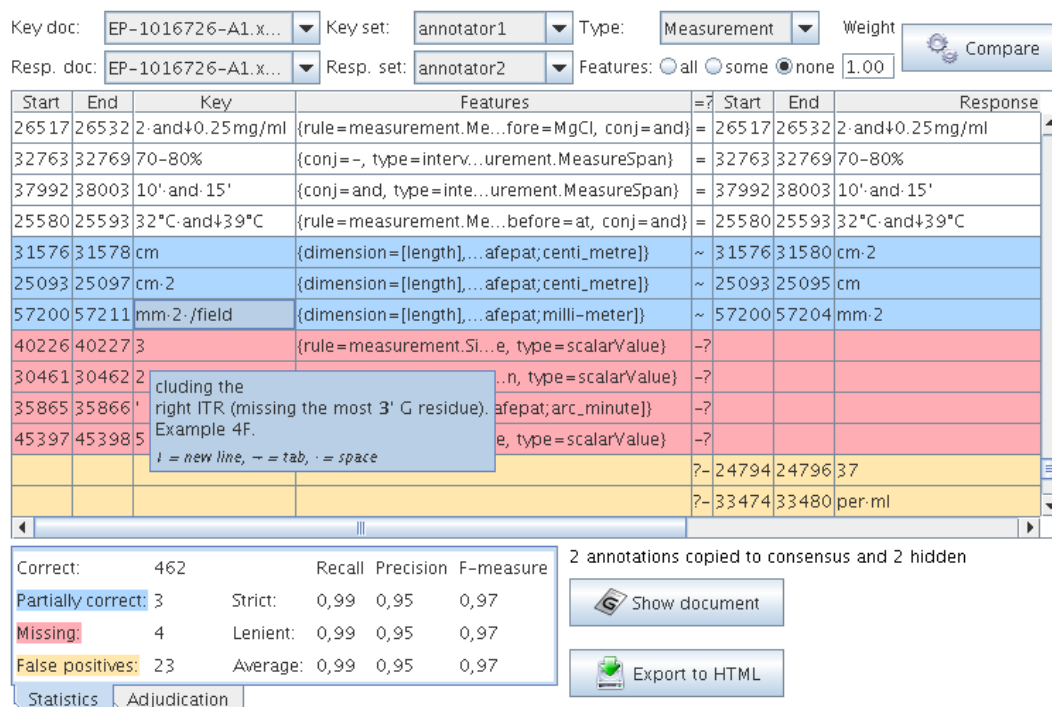 Key doc: EP-1016726-A1.x... Key set: annotator1 Type: Measurement Weight
Resp. doc: EP-1016726-A1.x... Resp. set: annotator2 Features: all some none 1.00 Compare
Start End Key Features =? Start End Response
26517 26532 2·and↓0.25mg/ml {rule=measurement.Me...fore=MgCl, conj=and} = 26517 26532 2·and↓0.25mg/ml
32763 32769 70-80% {conj=-, type=interv...urement.MeasureSpan} = 32763 32769 70-80%
37992 38003 10'·and·15' {conj=and, type=inte...urement.MeasureSpan} = 37992 38003 10'·and·15'
25580 25593 32°C·and↓39°C {rule=measurement.Me...before=at, conj=and} = 25580 25593 32°C·and↓39°C
31576 31578 cm {dimension=[length],...afepat;centi_metre]} ~ 31576 31580 cm·2
25093 25097 cm·2 {dimension=[length],...afepat;centi_metre]} ~ 25093 25095 cm
57200 57211 mm·2·/field {dimension=[length],...afepat;milli-meter]} ~ 57200 57204 mm·2
40226 40227 3 {rule=measurement.Si...e, type=scalarValue} -?
30461 30462 2 ...n, type=scalarValue} -?
35865 35866 ' afepat;arc_minute]} -?
45397 45398 5 e, type=scalarValue} -?
cluding the
right ITR (missing the most 3' G residue).
Example 4F.
↓ = new line, → = tab, · = space
?- 24794 24796 37
?- 33474 33480 per·ml
Correct: 462 Recall Precision F-measure
Partially correct: 3 Strict: 0,99 0,95 0,97
Missing: 4 Lenient: 0,99 0,95 0,97
False positives: 23 Average: 0,99 0,95 0,97
Statistics Adjudication
2 annotations copied to consensus and 2 hidden
Show document
Export to HTML